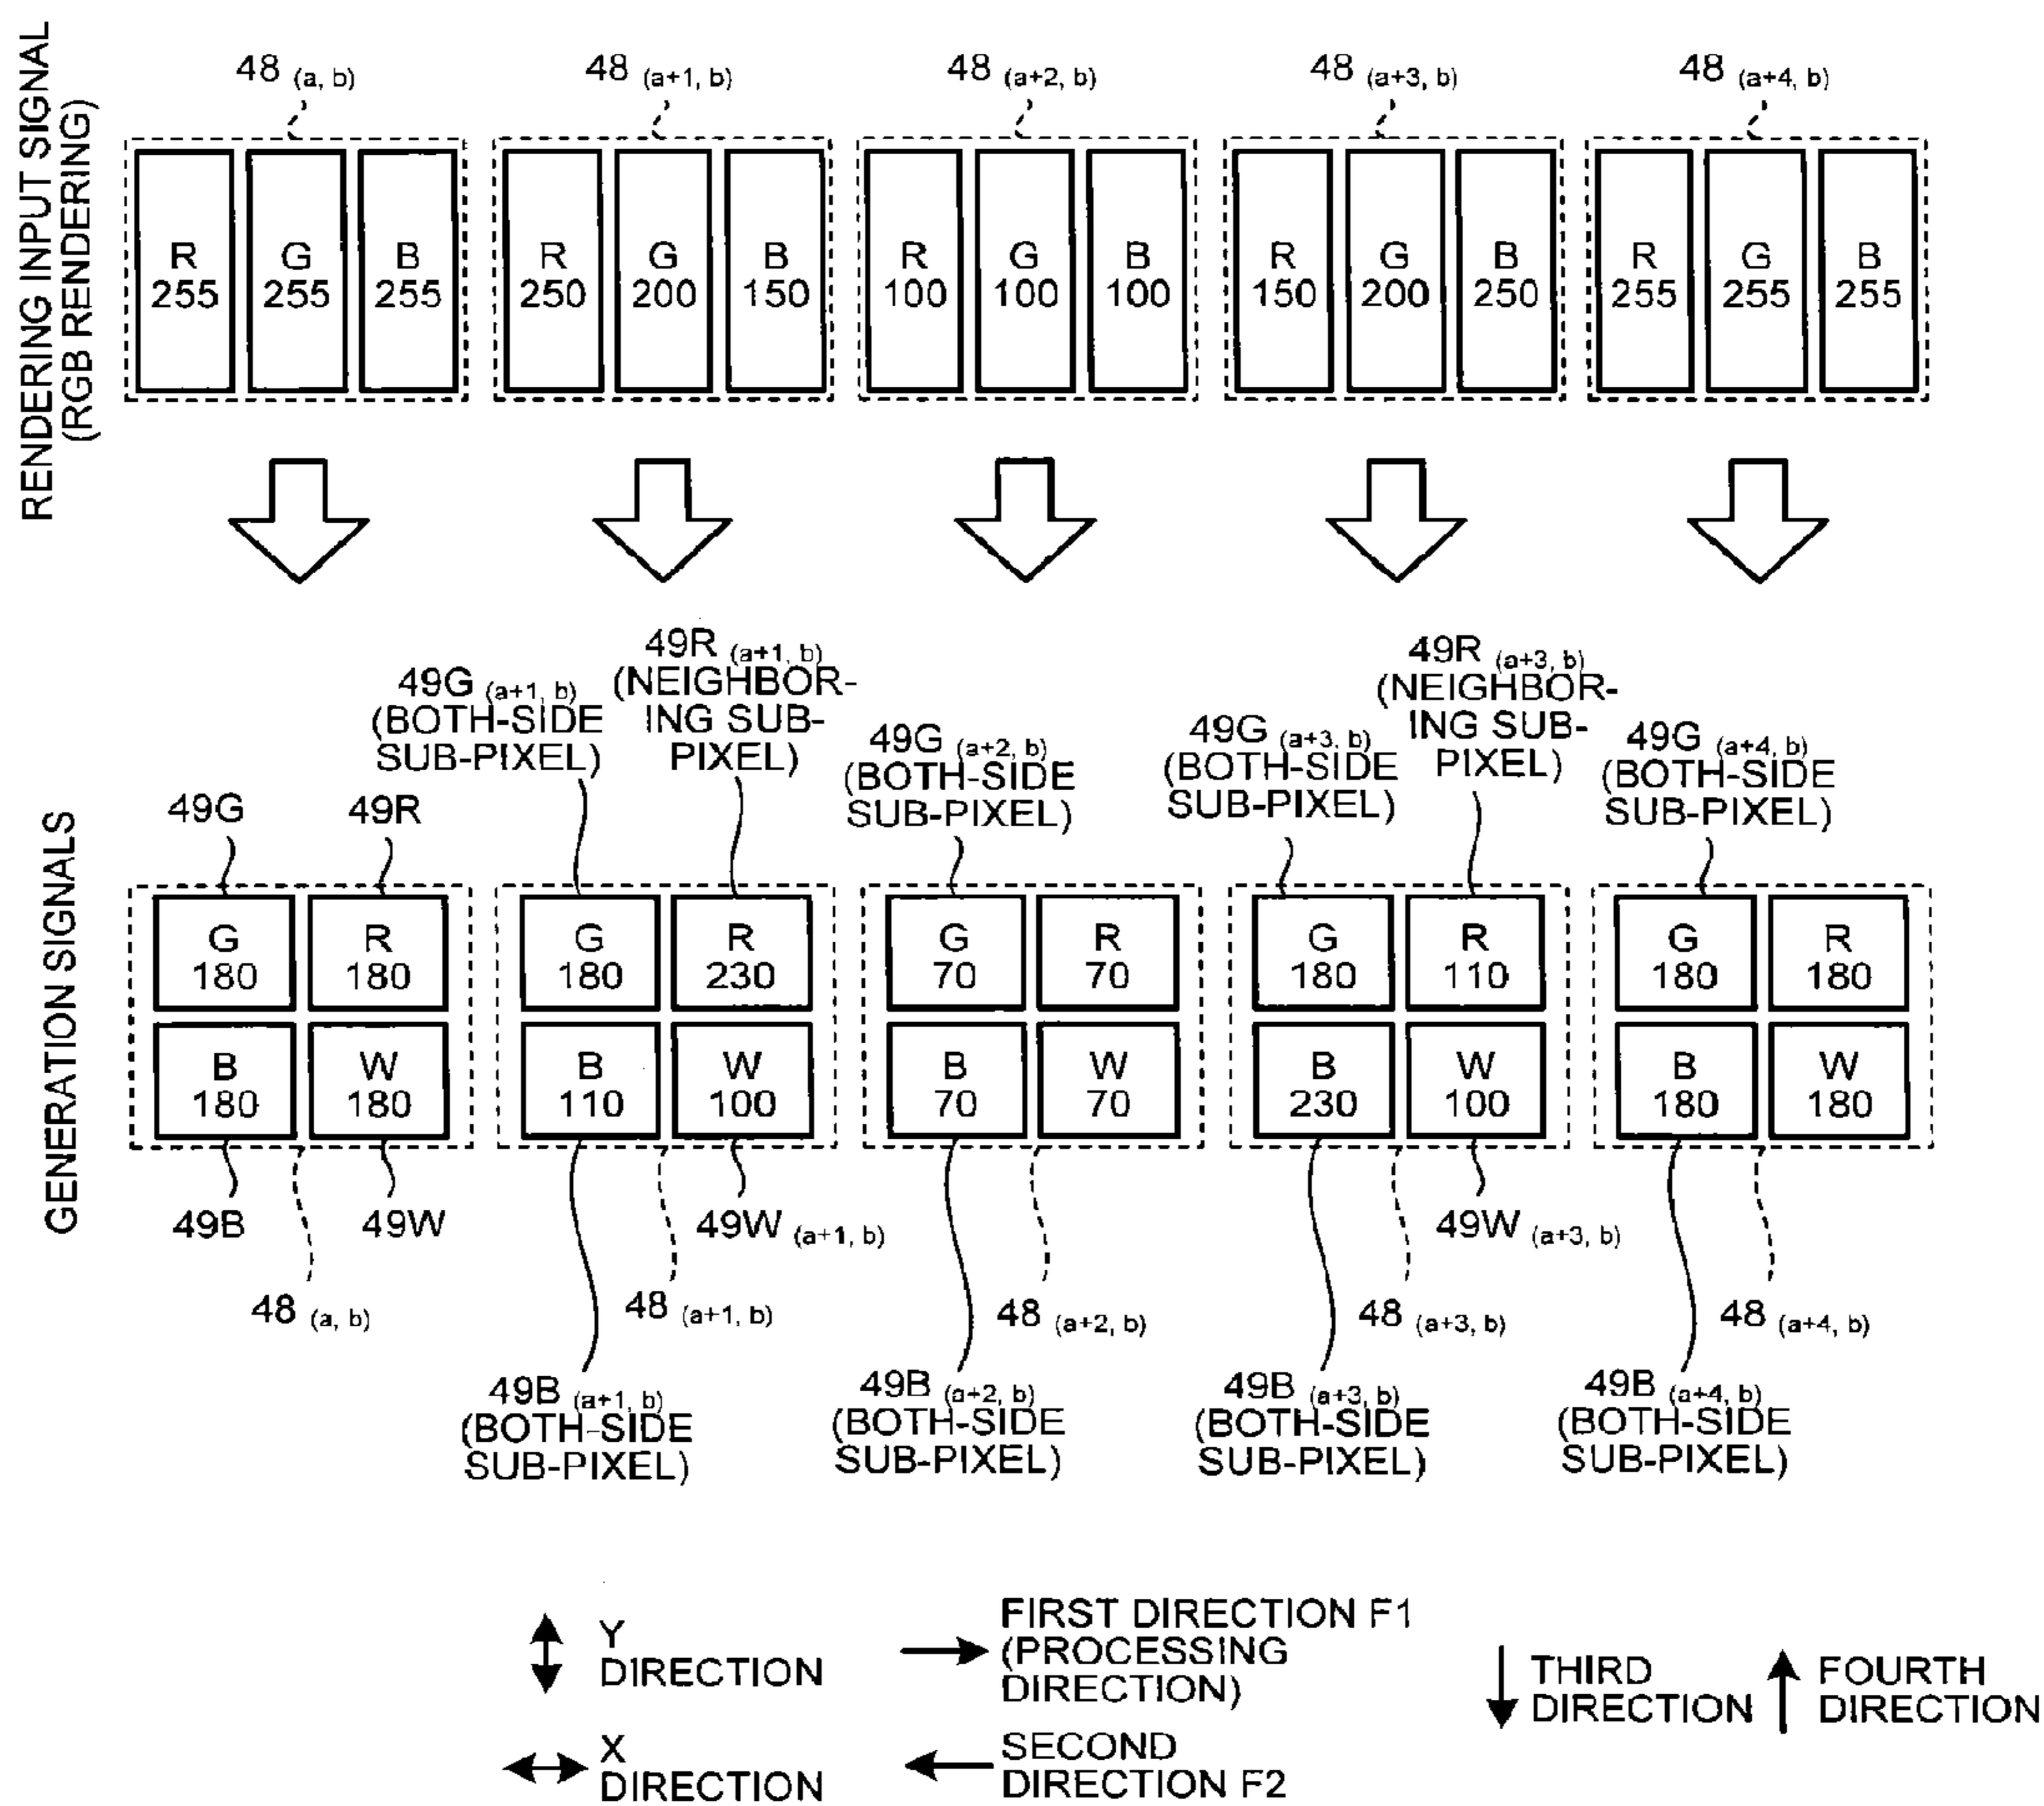 RENDERING INPUT SIGNAL
(RGB RENDERING)
48 (a, b)
48 (a+1, b)
48 (a+2, b)
48 (a+3, b)
48 (a+4, b)
R
255
G
255
B
255
R
250
G
200
B
150
R
100
G
100
B
100
R
150
G
200
B
250
R
255
G
255
B
255
GENERATION SIGNALS
49G
49R
49G (a+1, b)
(BOTH-SIDE
SUB-PIXEL)
49R (a+1, b)
(NEIGHBOR-
ING SUB-
PIXEL)
49G (a+2, b)
(BOTH-SIDE
SUB-PIXEL)
49G (a+3, b)
(BOTH-SIDE
SUB-PIXEL)
49R (a+3, b)
(NEIGHBOR-
ING SUB-
PIXEL)
49G (a+4, b)
(BOTH-SIDE
SUB-PIXEL)
G
180
R
180
B
180
W
180
G
180
R
230
B
110
W
100
G
70
R
70
B
70
W
70
G
180
R
110
B
230
W
100
G
180
R
180
B
180
W
180
49B
49W
49W (a+1, b)
49W (a+3, b)
48 (a, b)
48 (a+1, b)
48 (a+2, b)
48 (a+3, b)
48 (a+4, b)
49B (a+1, b)
(BOTH-SIDE
SUB-PIXEL)
49B (a+2, b)
(BOTH-SIDE
SUB-PIXEL)
49B (a+3, b)
(BOTH-SIDE
SUB-PIXEL)
49B (a+4, b)
(BOTH-SIDE
SUB-PIXEL)
Y
DIRECTION
X
DIRECTION
FIRST DIRECTION F1
(PROCESSING
DIRECTION)
SECOND
DIRECTION F2
THIRD
DIRECTION
FOURTH
DIRECTION